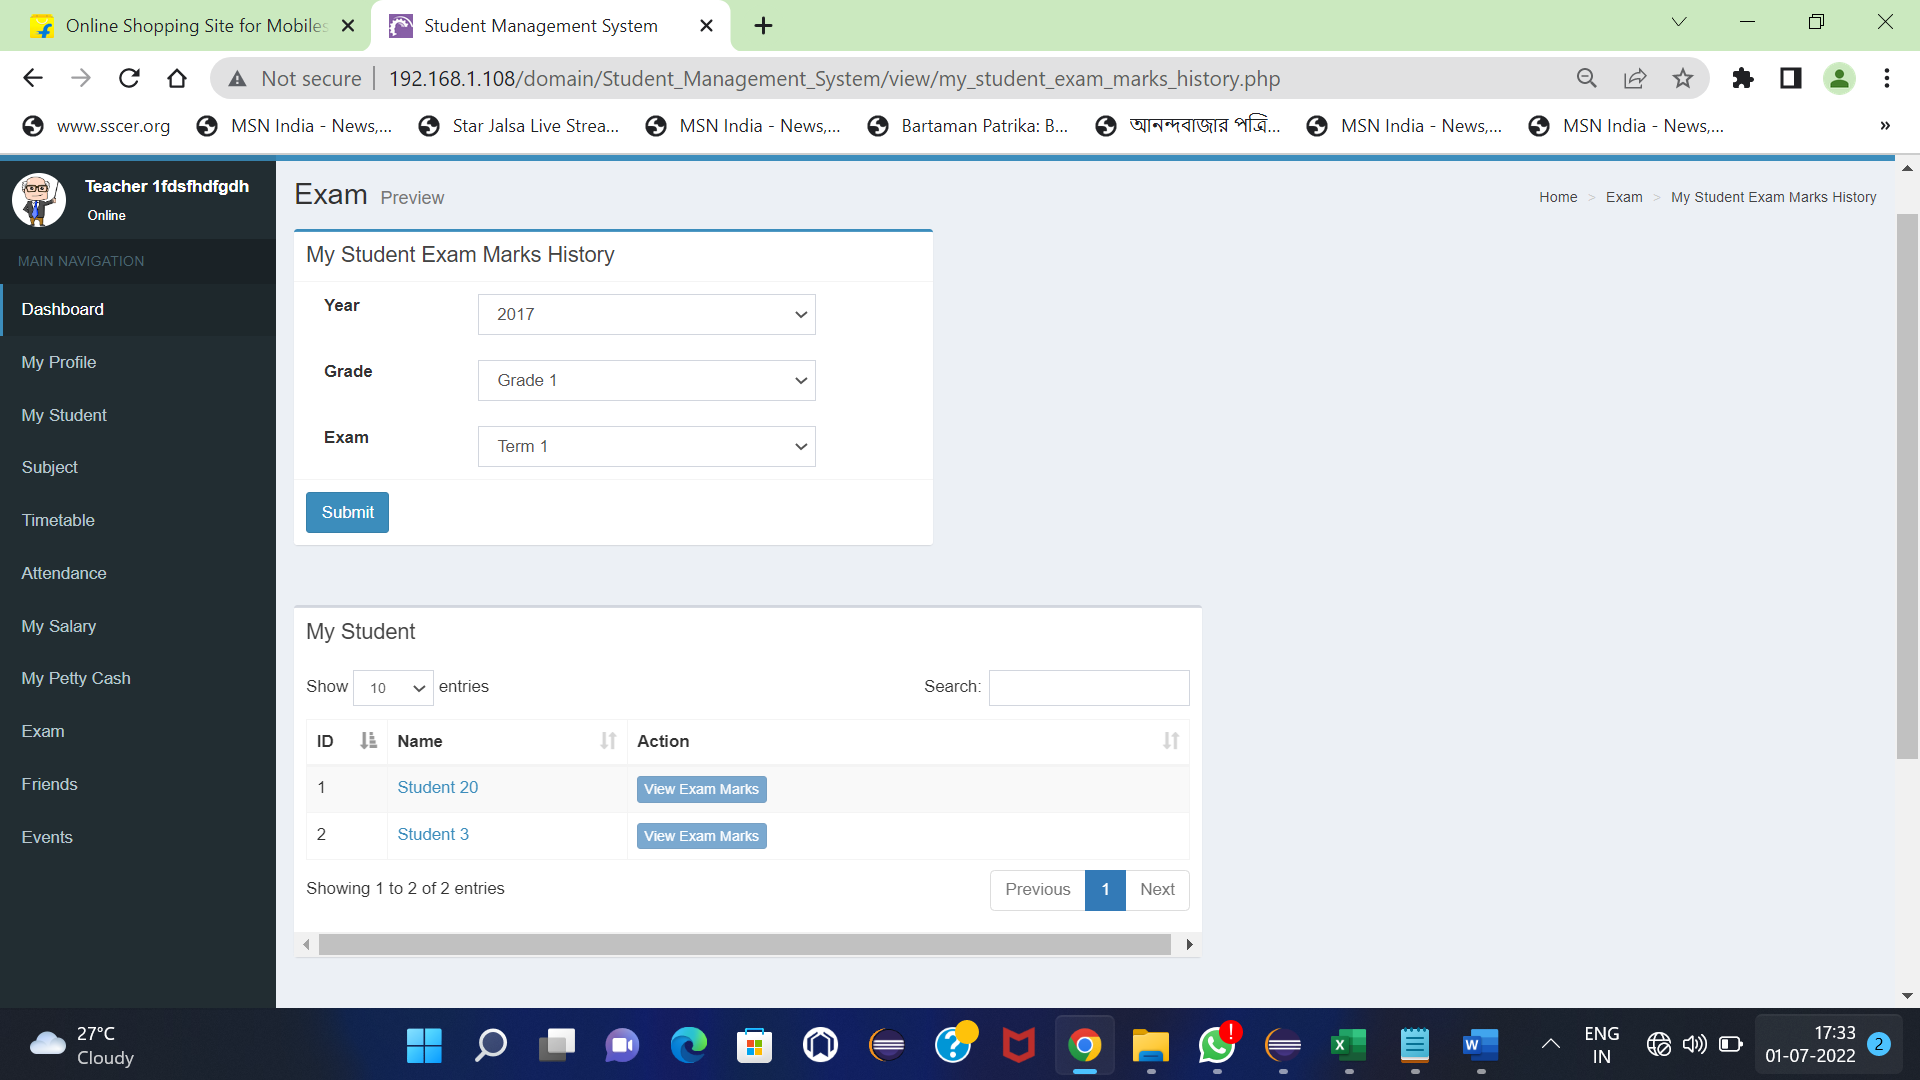 Online Shopping Site for Mobiles
Student Management System
Not secure 192.168.1.108/domain/Student_Management_System/view/my_student_exam_marks_history.php
www.sscer.org MSN India - News,... Star Jalsa Live Strea... MSN India - News,... Bartaman Patrika: B... আনন্দবাজার পত্রি... MSN India - News,... MSN India - News,... »
Teacher 1fdsfhdfgdh
Online
MAIN NAVIGATION
Dashboard
My Profile
My Student
Subject
Timetable
Attendance
My Salary
My Petty Cash
Exam
Friends
Events
Exam Preview
Home > Exam > My Student Exam Marks History
My Student Exam Marks History
Year 2017
Grade Grade 1
Exam Term 1
Submit
My Student
Show 10 entries Search:
ID Name Action
1 Student 20 View Exam Marks
2 Student 3 View Exam Marks
Showing 1 to 2 of 2 entries
Previous 1 Next
27°C
Cloudy
ENG
IN
17:33
01-07-2022
2